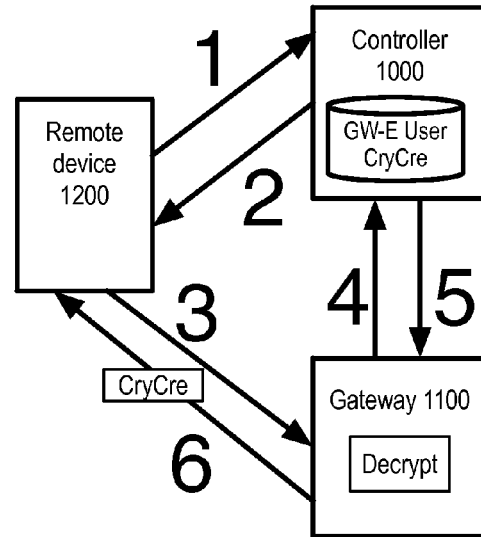 1
Controller
1000
GW-E User
CryCre
Remote
device
1200
2
3
4
5
CryCre
6
Gateway 1100
Decrypt